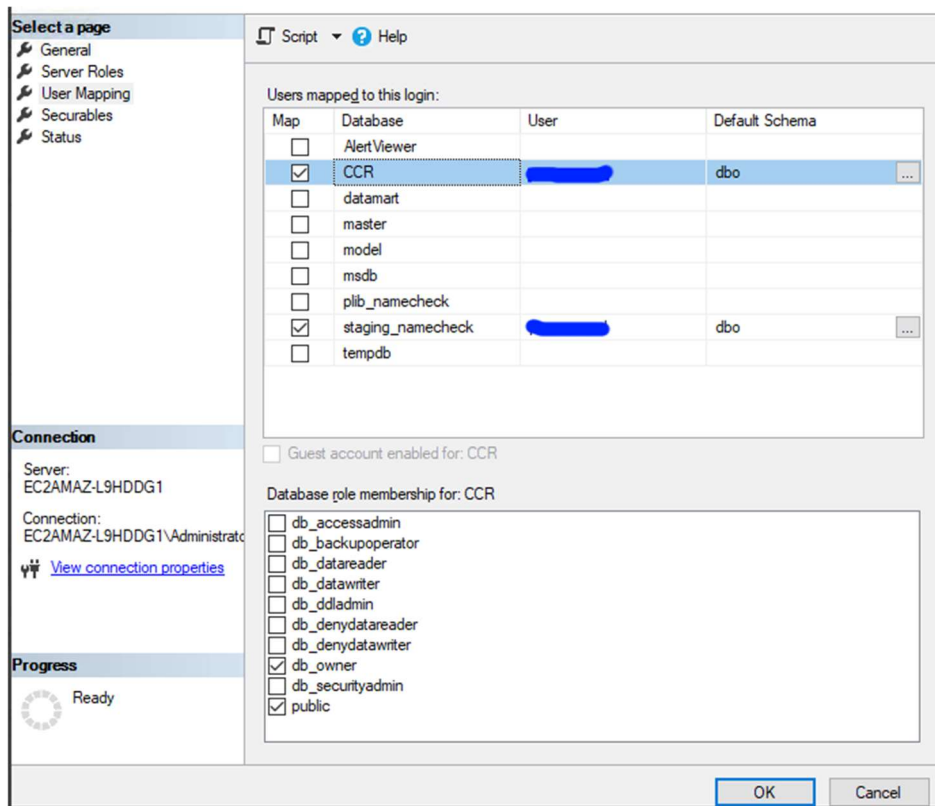 Select a page
General
Server Roles
User Mapping
Securables
Status
Script Help
Users mapped to this login:
Map Database User Default Schema
AlertViewer
CCR dbo ...
datamart
master
model
msdb
plib_namecheck
staging_namecheck dbo ...
tempdb
Guest account enabled for: CCR
Database role membership for: CCR
db_accessadmin
db_backupoperator
db_datareader
db_datawriter
db_ddladmin
db_denydatareader
db_denydatawriter
db_owner
db_securityadmin
public
Connection
Server:
EC2AMAZ-L9HDDG1
Connection:
EC2AMAZ-L9HDDG1\Administrato
View connection properties
Progress
Ready
OK Cancel